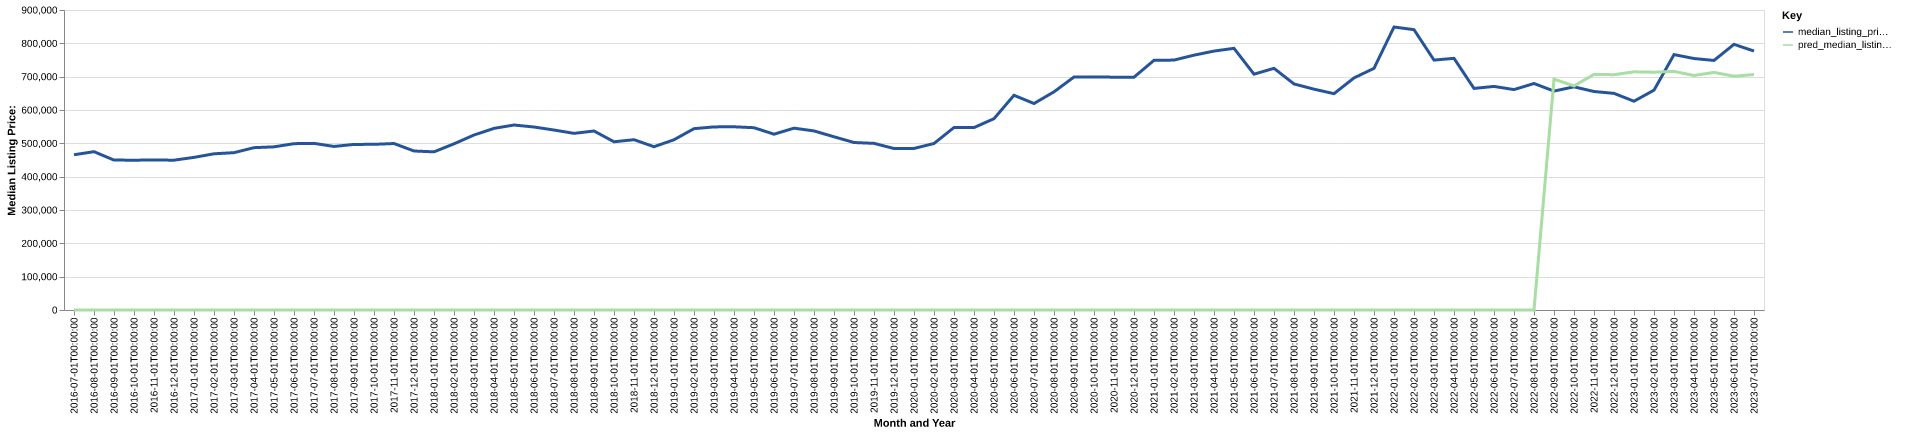 900,000
800,000
700,000
600,000
500,000
400,000
300,000
200,000
100,000
0
Median Listing Price:
2016-07-01T00:00:00
2016-08-01T00:00:00
2016-09-01T00:00:00
2016-10-01T00:00:00
2016-11-01T00:00:00
2016-12-01T00:00:00
2017-01-01T00:00:00
2017-02-01T00:00:00
2017-03-01T00:00:00
2017-04-01T00:00:00
2017-05-01T00:00:00
2017-06-01T00:00:00
2017-07-01T00:00:00
2017-08-01T00:00:00
2017-09-01T00:00:00
2017-10-01T00:00:00
2017-11-01T00:00:00
2017-12-01T00:00:00
2018-01-01T00:00:00
2018-02-01T00:00:00
2018-03-01T00:00:00
2018-04-01T00:00:00
2018-05-01T00:00:00
2018-06-01T00:00:00
2018-07-01T00:00:00
2018-08-01T00:00:00
2018-09-01T00:00:00
2018-10-01T00:00:00
2018-11-01T00:00:00
2018-12-01T00:00:00
2019-01-01T00:00:00
2019-02-01T00:00:00
2019-03-01T00:00:00
2019-04-01T00:00:00
2019-05-01T00:00:00
2019-06-01T00:00:00
2019-07-01T00:00:00
2019-08-01T00:00:00
2019-09-01T00:00:00
2019-10-01T00:00:00
2019-11-01T00:00:00
2019-12-01T00:00:00
2020-01-01T00:00:00
2020-02-01T00:00:00
2020-03-01T00:00:00
2020-04-01T00:00:00
2020-05-01T00:00:00
2020-06-01T00:00:00
2020-07-01T00:00:00
2020-08-01T00:00:00
2020-09-01T00:00:00
2020-10-01T00:00:00
2020-11-01T00:00:00
2020-12-01T00:00:00
2021-01-01T00:00:00
2021-02-01T00:00:00
2021-03-01T00:00:00
2021-04-01T00:00:00
2021-05-01T00:00:00
2021-06-01T00:00:00
2021-07-01T00:00:00
2021-08-01T00:00:00
2021-09-01T00:00:00
2021-10-01T00:00:00
2021-11-01T00:00:00
2021-12-01T00:00:00
2022-01-01T00:00:00
2022-02-01T00:00:00
2022-03-01T00:00:00
2022-04-01T00:00:00
2022-05-01T00:00:00
2022-06-01T00:00:00
2022-07-01T00:00:00
2022-08-01T00:00:00
2022-09-01T00:00:00
2022-10-01T00:00:00
2022-11-01T00:00:00
2022-12-01T00:00:00
2023-01-01T00:00:00
2023-02-01T00:00:00
2023-03-01T00:00:00
2023-04-01T00:00:00
2023-05-01T00:00:00
2023-06-01T00:00:00
2023-07-01T00:00:00
Month and Year
Key
median_listing_pri…
pred_median_listin…